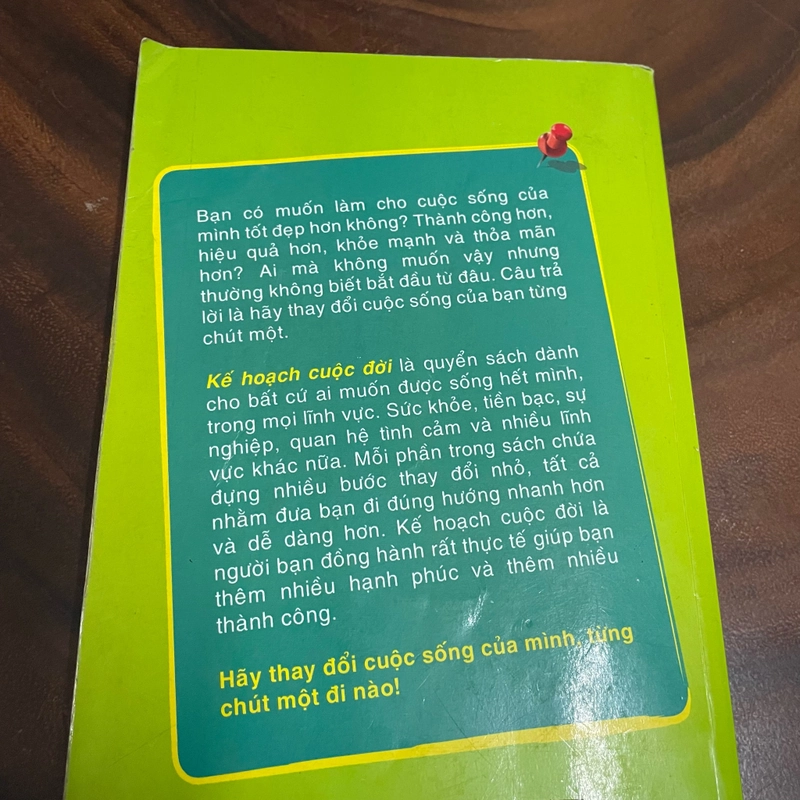 Bạn có muốn làm cho cuộc sống của
mình tốt đẹp hơn không? Thành công hơn,
hiệu quả hơn, khỏe mạnh và thỏa mãn
hơn? Ai mà không muốn vậy nhưng
thường không biết bắt đầu từ đâu. Câu trả
lời là hãy thay đổi cuộc sống của bạn từng
chút một.
Kế hoạch cuộc đời là quyển sách dành
cho bất cứ ai muốn được sống hết mình,
trong mọi lĩnh vực. Sức khỏe, tiền bạc, sự
nghiệp, quan hệ tình cảm và nhiều lĩnh
vực khác nữa. Mỗi phần trong sách chứa
đựng nhiều bước thay đổi nhỏ, tất cả
nhằm đưa bạn đi đúng hướng nhanh hơn
và dễ dàng hơn. Kế hoạch cuộc đời là
người bạn đồng hành rất thực tế giúp bạn
thêm nhiều hạnh phúc và thêm nhiều
thành công.
Hãy thay đổi cuộc sống của mình, từng
chút một đi nào!